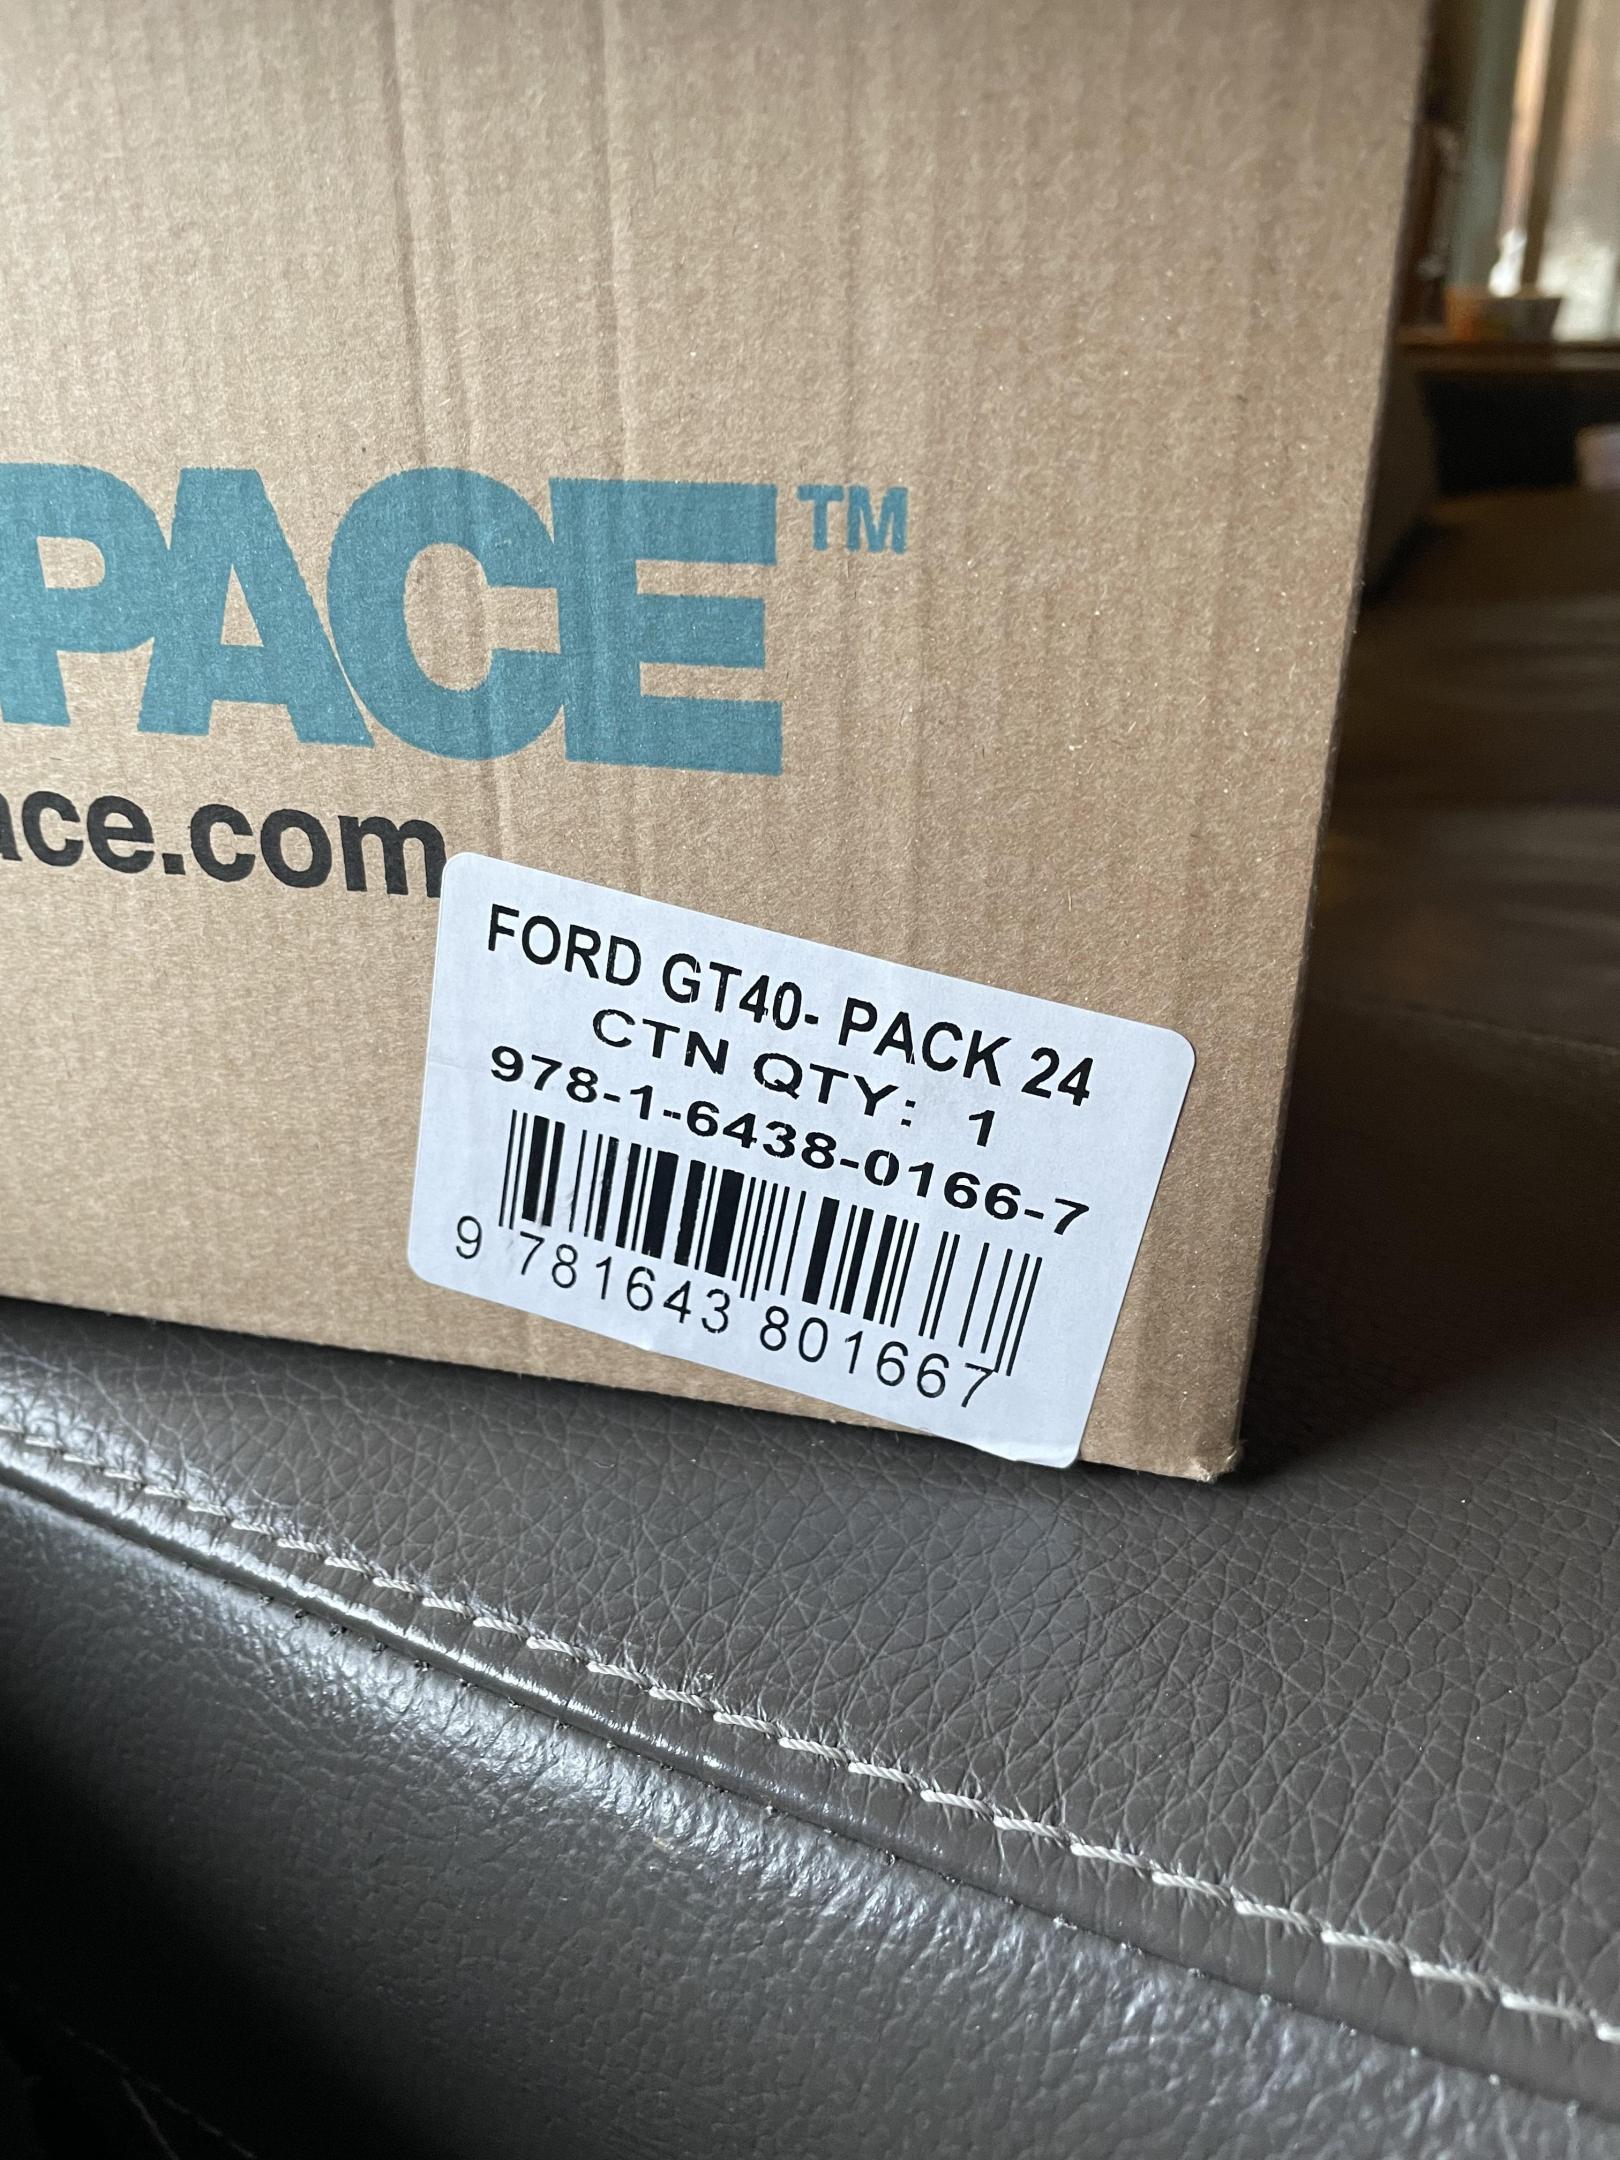 PACE™
ace.com
FORD GT40- PACK 24
CTN QTY: 1
978-1-6438-0166-7
9 781643 801667